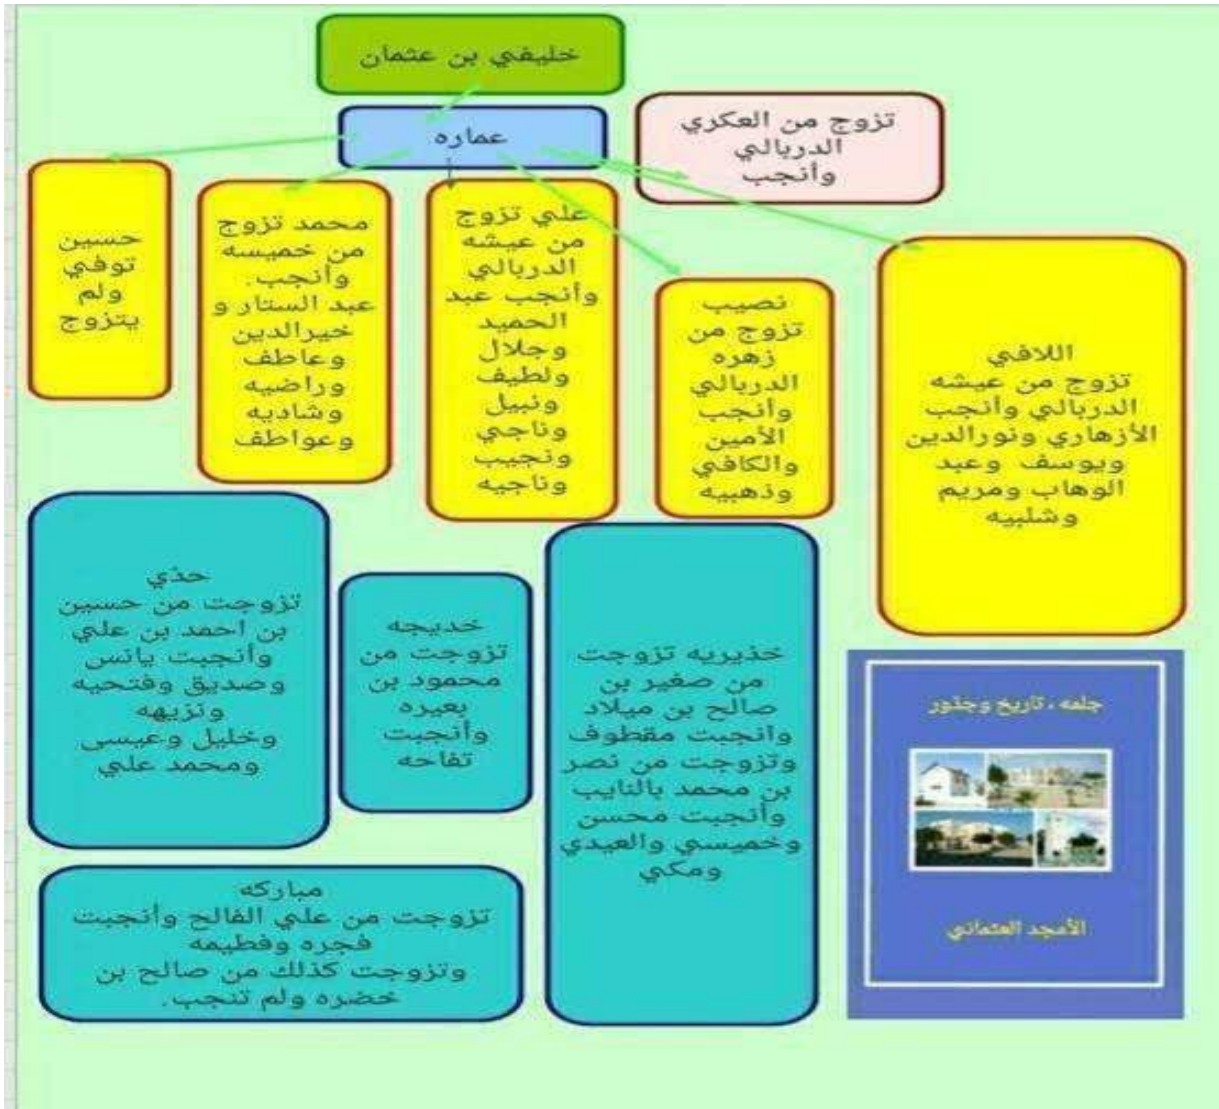 خليفي بن عثمان
عماره
تزوج من العكري
الدربالي
وأنجب
اللافي
تزوج من عيشه
الدربالي وأنجب
الأزهاري ونورالدين
ويوسف وعبد
الوهاب ومريم
وشلبيه
نصيب
تزوج من
زهره
الدربالي
وأنجب
الأمين
والكافي
وذهبيه
علي تزوج
من عيشه
الدربالي
وأنجب عبد
الحميد
وجلال
ولطيف
ونبيل
وناجي
ونجيب
وناجيه
محمد تزوج
من خميسه
وأنجب.
عبد الستار و
خيرالدين
وعاطف
وراضيه
وشاديه
وعواطف
حسين
توفي
ولم
يتزوج
خذيريه تزوجت
من صغير بن
صالح بن ميلاد
وانجبت مقطوف
وتزوجت من نصر
بن محمد بالنايب
وأنجبت محسن
وخميسي والعيدي
ومكي
خديجه
تزوجت من
محمود بن
بعيره
وأنجبت
تفاحه
حذي
تزوجت من حسين
بن احمد بن علي
وأنجبت يانس
وصديق وفتحيه
ونزيهه
وخليل وعيسى
ومحمد علي
مباركه
تزوجت من علي الفالح وأنجبت
فجره وفطيمه
وتزوجت كذلك من صالح بن
خضره ولم تنجب.
جلمه ، تاريخ وجذور
الأمجد العثماني